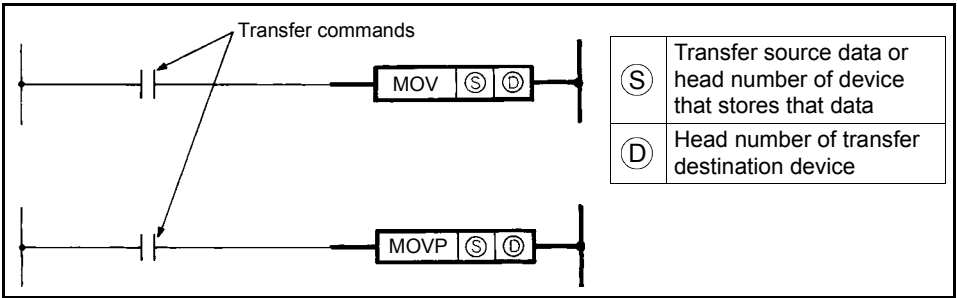 Transfer commands
MOV Ⓢ Ⓓ
Ⓢ
Transfer source data or
head number of device
that stores that data
Ⓓ
Head number of transfer
destination device
MOVP Ⓢ Ⓓ